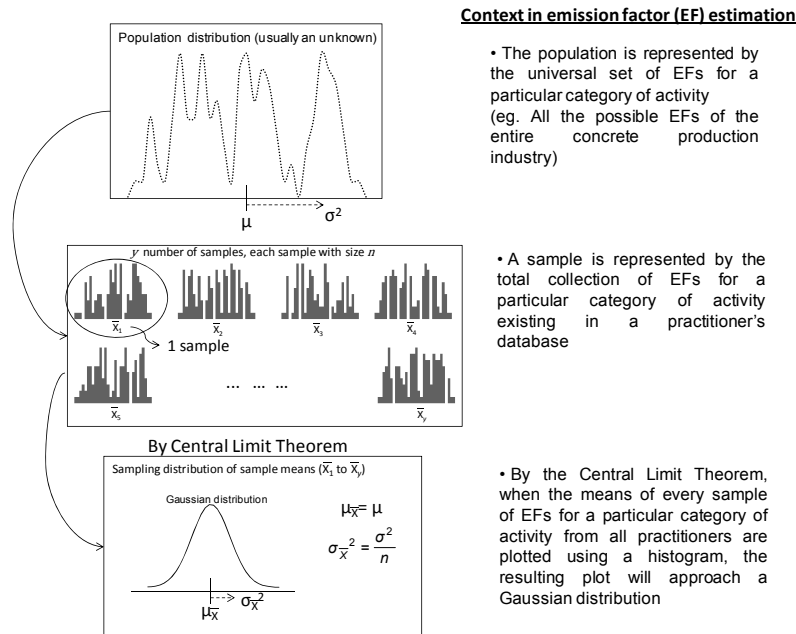 Context in emission factor (EF) estimation
Population distribution (usually an unknown)
μ
σ²
• The population is represented by
the universal set of EFs for a
particular category of activity
(eg. All the possible EFs of the
entire concrete production
industry)
y number of samples, each sample with size n
x̄₁
x̄₂
x̄₃
x̄₄
1 sample
x̄₅
... ... ...
x̄ᵧ
• A sample is represented by the
total collection of EFs for a
particular category of activity
existing in a practitioner's
database
By Central Limit Theorem
Sampling distribution of sample means (x̄₁ to x̄ᵧ)
Gaussian distribution
μx̄ = μ
σx̄² = σ²/n
μx̄
σx̄²
• By the Central Limit Theorem,
when the means of every sample
of EFs for a particular category of
activity from all practitioners are
plotted using a histogram, the
resulting plot will approach a
Gaussian distribution